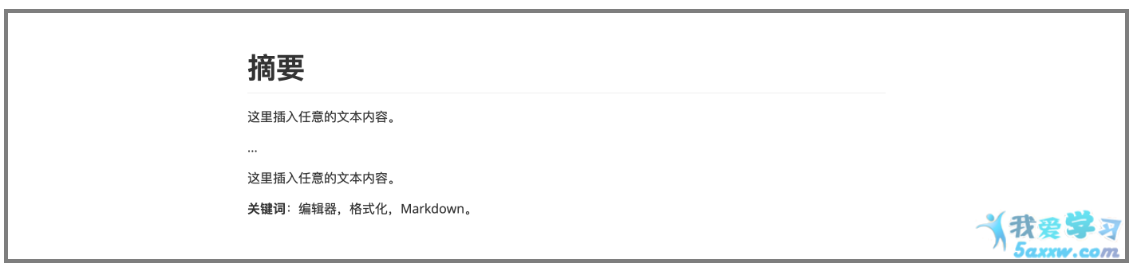 摘要
这里插入任意的文本内容。
...
这里插入任意的文本内容。
关键词：编辑器，格式化，Markdown。
我爱学习
5axxw.com